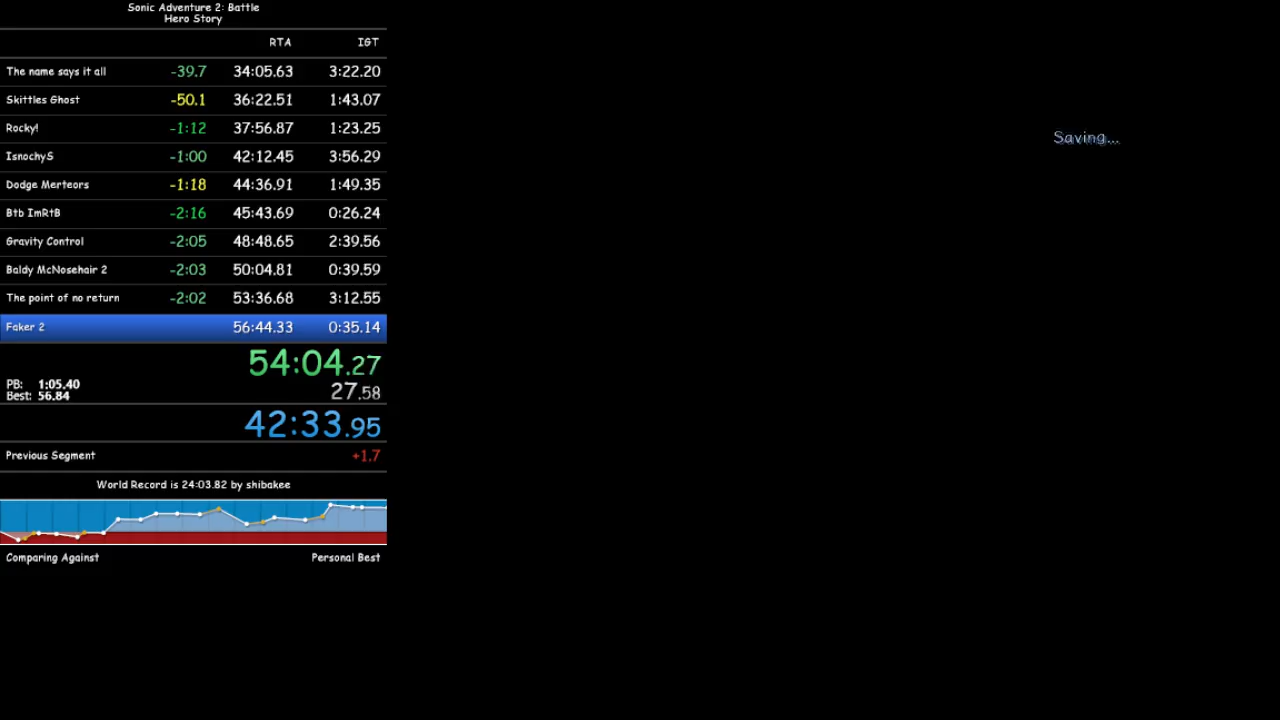 Sonic Adventure 2: Battle
Hero Story
RTA IGT
The name says it all -39.7 34:05.63 3:22.20
Skittles Ghost -50.1 36:22.51 1:43.07
Rocky! -1:12 37:56.87 1:23.25
IsnochyS -1:00 42:12.45 3:56.29
Dodge Merteors -1:18 44:36.91 1:49.35
Btb ImRtB -2:16 45:43.69 0:26.24
Gravity Control -2:05 48:48.65 2:39.56
Baldy McNosehair 2 -2:03 50:04.81 0:39.59
The point of no return -2:02 53:36.68 3:12.55
Faker 2 56:44.33 0:35.14
54:04.27
PB: 1:05.40
Best: 56.84
27.58
42:33.95
Previous Segment +1.7
World Record is 24:03.82 by shibakee
Comparing Against Personal Best
Saving...